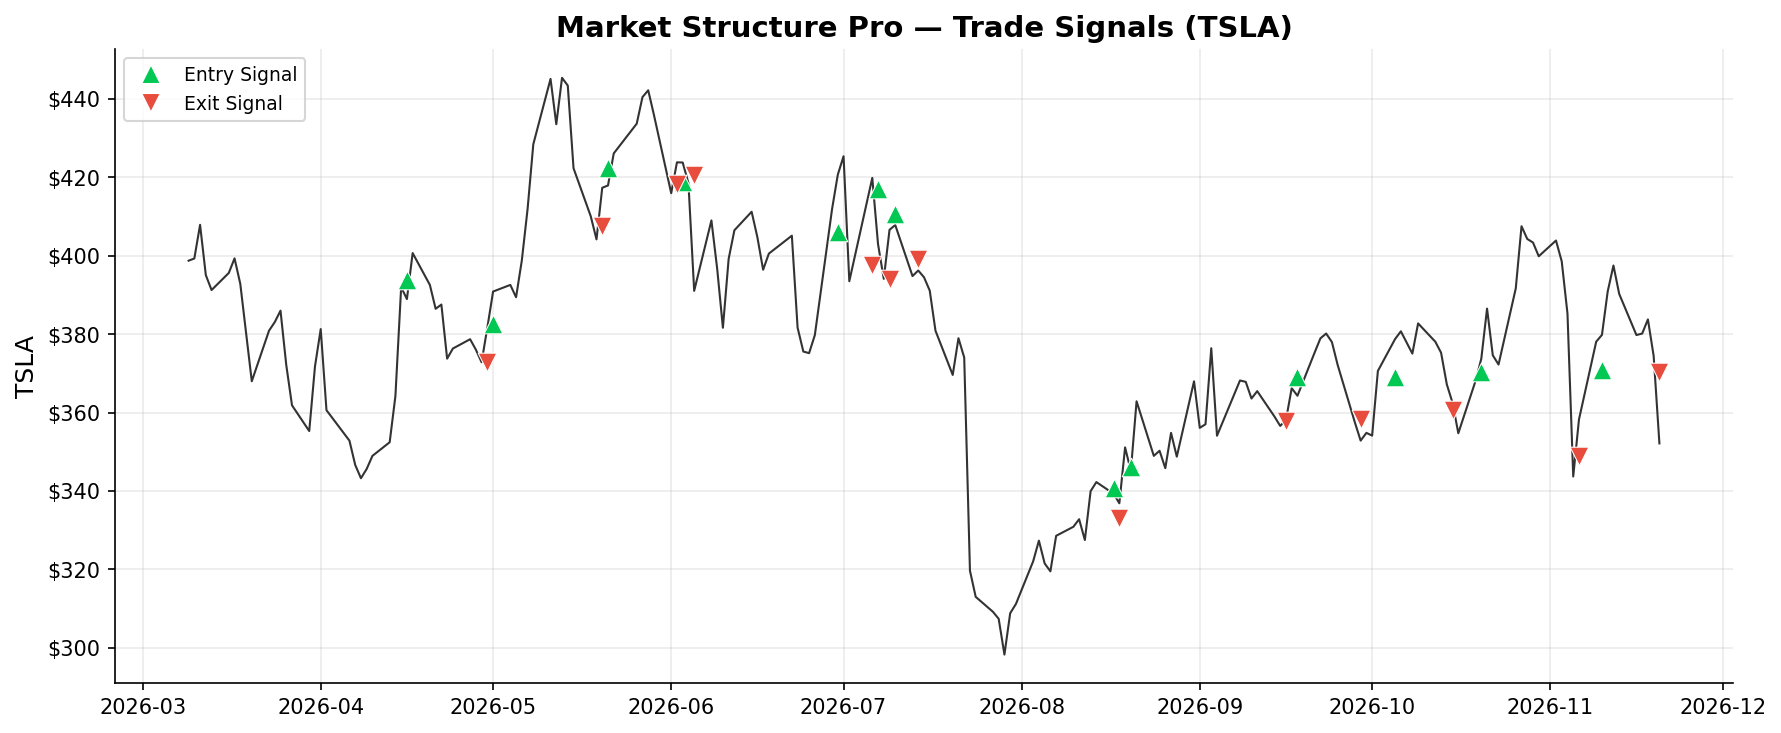 Market Structure Pro — Trade Signals (TSLA)
Entry Signal
Exit Signal
$440
$420
$400
$380
$360
$340
$320
$300
TSLA
2026-03 2026-04 2026-05 2026-06 2026-07 2026-08 2026-09 2026-10 2026-11 2026-12